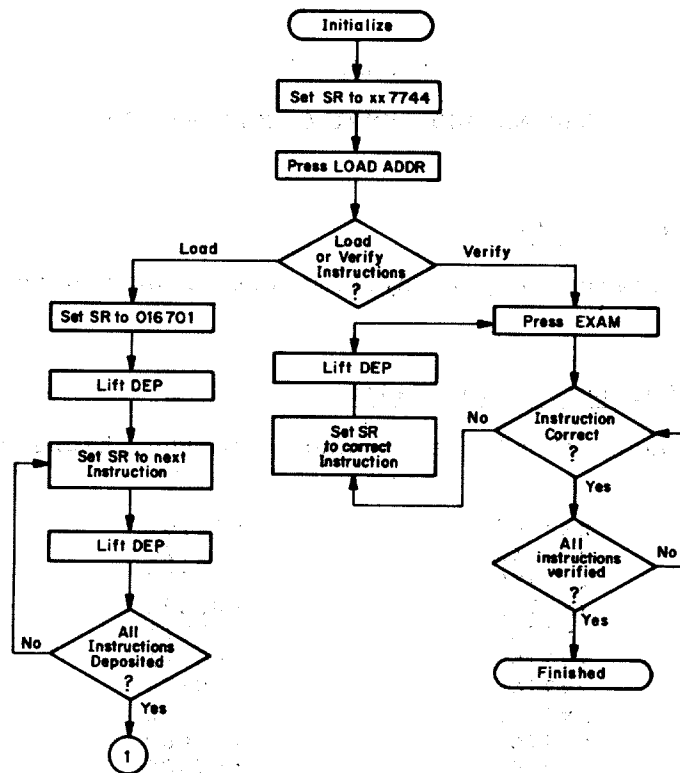 Initialize
Set SR to xx7744
Press LOAD ADDR
Load
or Verify
Instructions
?
Load
Verify
Set SR to 016701
Lift DEP
Set SR to next
Instruction
Lift DEP
All
Instructions
Deposited
?
No
Yes
1
Press EXAM
Lift DEP
Set SR
to correct
Instruction
No
Instruction
Correct
?
Yes
All
instructions
verified
?
No
Yes
Finished